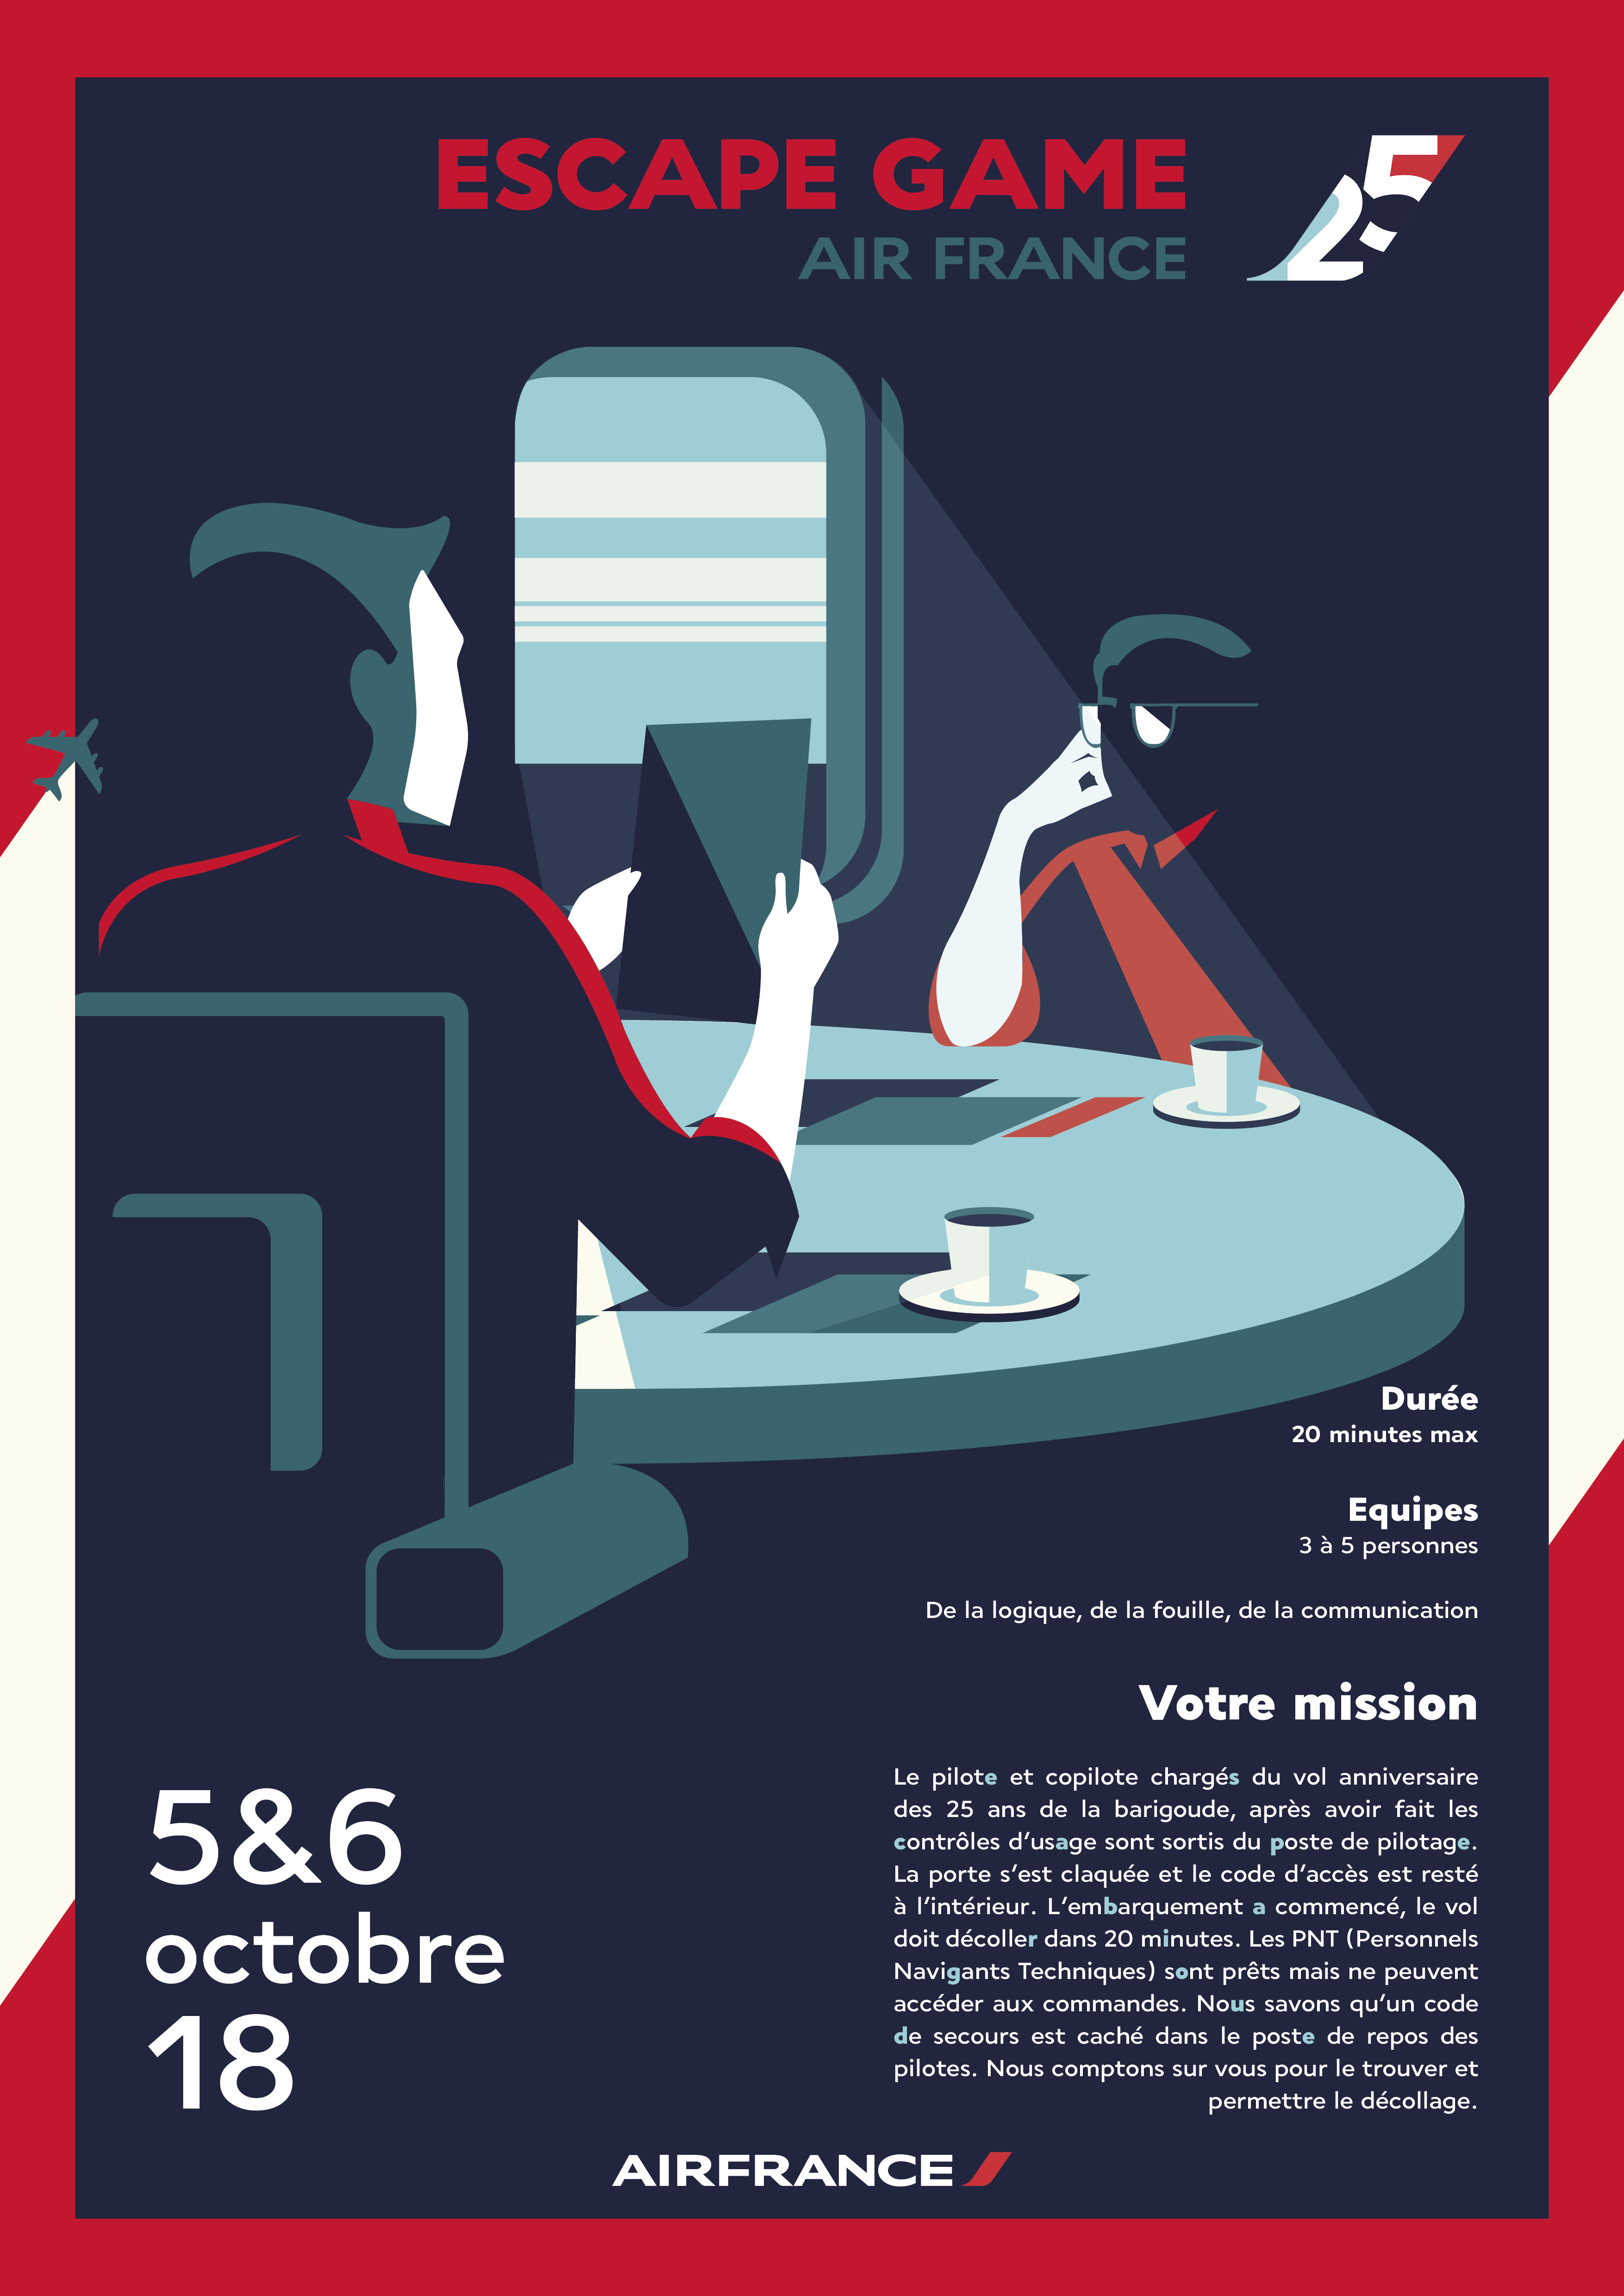 ESCAPE GAME
AIR FRANCE
25
Durée
20 minutes max
Equipes
3 à 5 personnes
De la logique, de la fouille, de la communication
Votre mission
Le pilote et copilote chargés du vol anniversaire
des 25 ans de la barigoude, après avoir fait les
contrôles d’usage sont sortis du poste de pilotage.
La porte s’est claquée et le code d’accès est resté
à l’intérieur. L’embarquement a commencé, le vol
doit décoller dans 20 minutes. Les PNT (Personnels
Navigants Techniques) sont prêts mais ne peuvent
accéder aux commandes. Nous savons qu’un code
de secours est caché dans le poste de repos des
pilotes. Nous comptons sur vous pour le trouver et
permettre le décollage.
5&6
octobre
18
AIRFRANCE